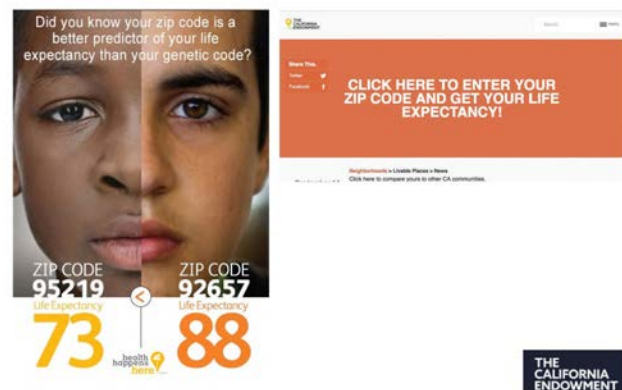 Did you know your zip code is a
better predictor of your life
expectancy than your genetic code?
ZIP CODE
95219
Life Expectancy
73
<
ZIP CODE
92657
Life Expectancy
88
health
happens
here
THE
CALIFORNIA
ENDOWMENT
Search
menu
Share This.
Twitter
Facebook
CLICK HERE TO ENTER YOUR
ZIP CODE AND GET YOUR LIFE
EXPECTANCY!
Neighborhoods > Livable Places > News
Click here to compare yours to other CA communities.
THE
CALIFORNIA
ENDOWMENT